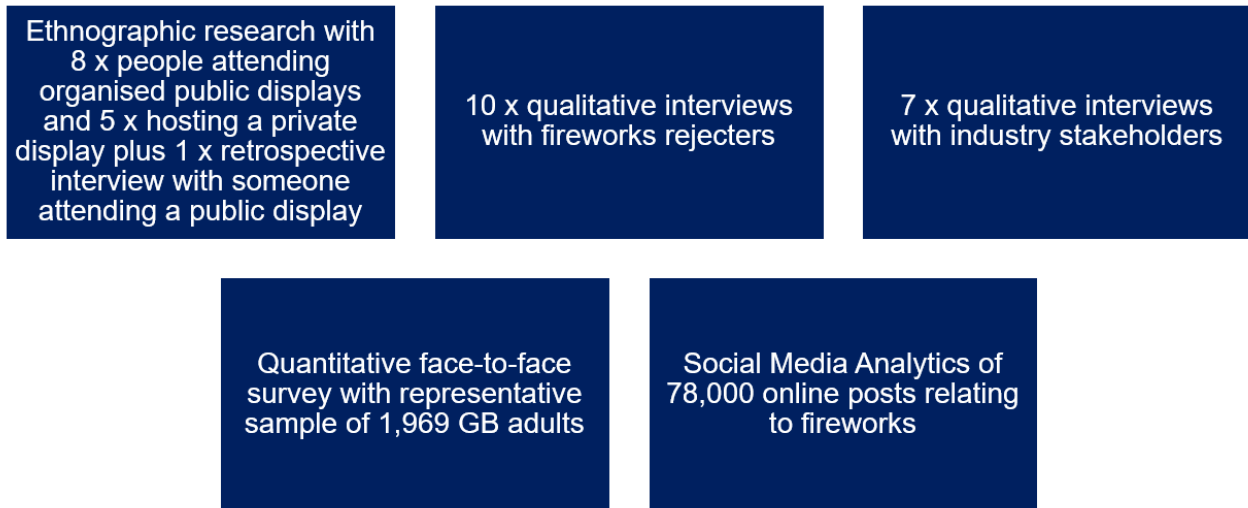 Ethnographic research with
8 x people attending
organised public displays
and 5 x hosting a private
display plus 1 x retrospective
interview with someone
attending a public display
10 x qualitative interviews
with fireworks rejecters
7 x qualitative interviews
with industry stakeholders
Quantitative face-to-face
survey with representative
sample of 1,969 GB adults
Social Media Analytics of
78,000 online posts relating
to fireworks